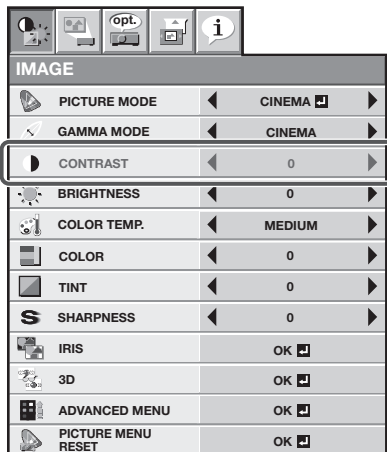 opt.
i
IMAGE
PICTURE MODE CINEMA
GAMMA MODE CINEMA
CONTRAST 0
BRIGHTNESS 0
COLOR TEMP. MEDIUM
COLOR 0
TINT 0
S SHARPNESS 0
IRIS OK
3D OK
ADVANCED MENU OK
PICTURE MENU
RESET OK